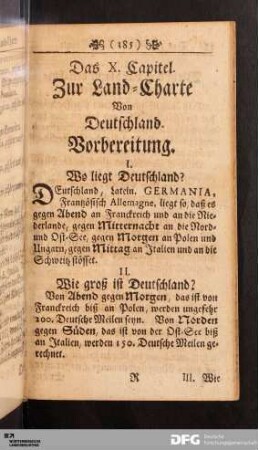 (185)
Das X. Capitel.
Zur Land-Charte
Von
Deutschland.
Vorbereitung.
I.
Wo liegt Deutschland?
DEutschland, Latein. GERMANIA,
Frantzösisch Allemagne, liegt so, daß es
gegen Abend an Franckreich und an die Nie-
derlande, gegen Mitternacht an die Nord-
und Ost-See, gegen Morgen an Polen und
Ungarn, gegen Mittag an Italien und an die
Schweitz stösset.
II.
Wie groß ist Deutschland?
Von Abend gegen Morgen, das ist von
Franckreich biß an Polen, werden ungefehr
200. Deutsche Meilen seyn. Von Norden
gegen Süden, das ist von der Ost-See biß
an Italien, werden 150. Deutsche Meilen ge-
rechnet.
R
III. Wie
DFG